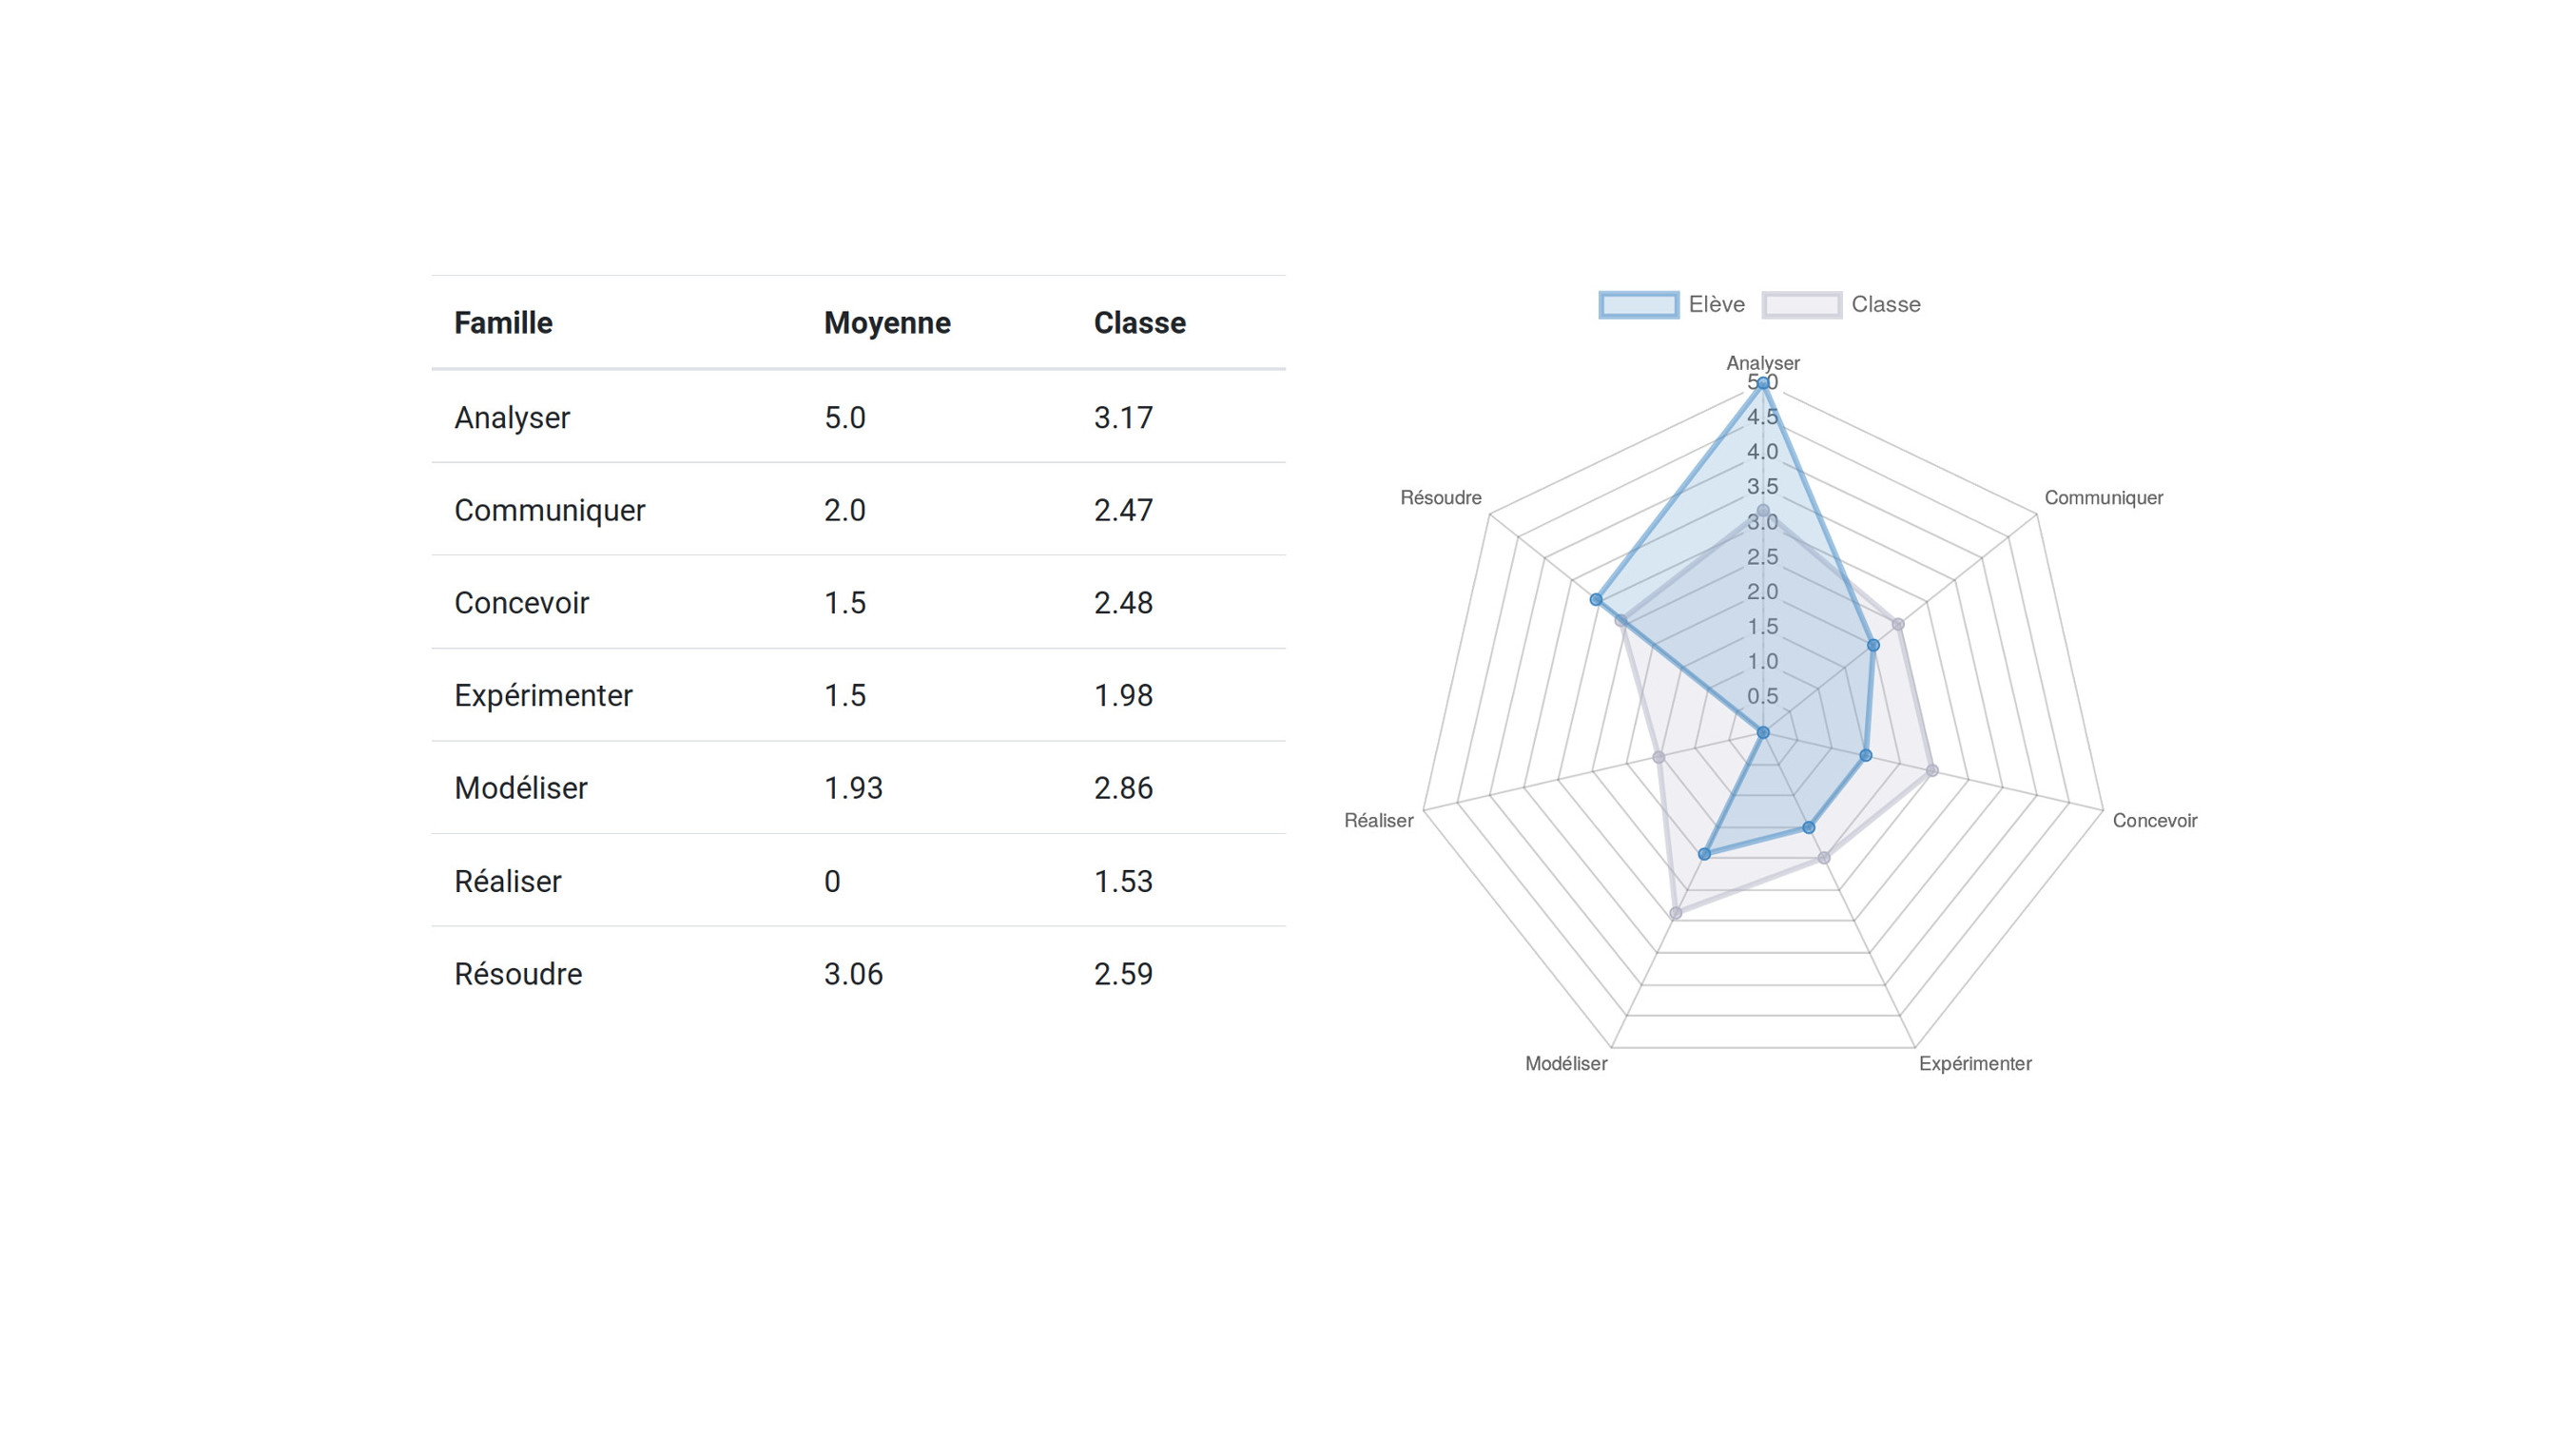 Famille Moyenne Classe
Analyser 5.0 3.17
Communiquer 2.0 2.47
Concevoir 1.5 2.48
Expérimenter 1.5 1.98
Modéliser 1.93 2.86
Réaliser 0 1.53
Résoudre 3.06 2.59
Elève Classe
Analyser
5.0
4.5
4.0
3.5
3.0
2.5
2.0
1.5
1.0
0.5
Résoudre
Communiquer
Réaliser
Concevoir
Modéliser
Expérimenter